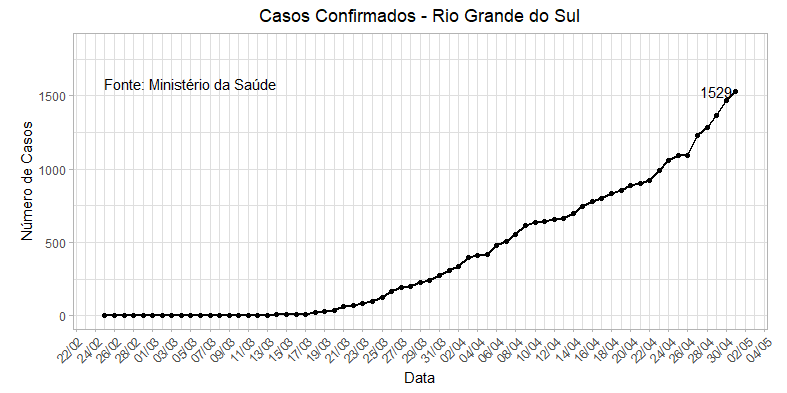 Casos Confirmados - Rio Grande do Sul
Fonte: Ministério da Saúde
1529
1500
1000
500
0
Número de Casos
22/02 24/02 26/02 28/02 01/03 03/03 05/03 07/03 09/03 11/03 13/03 15/03 17/03 19/03 21/03 23/03 25/03 27/03 29/03 31/03 02/04 04/04 06/04 08/04 10/04 12/04 14/04 16/04 18/04 20/04 22/04 24/04 26/04 28/04 30/04 02/05 04/05
Data